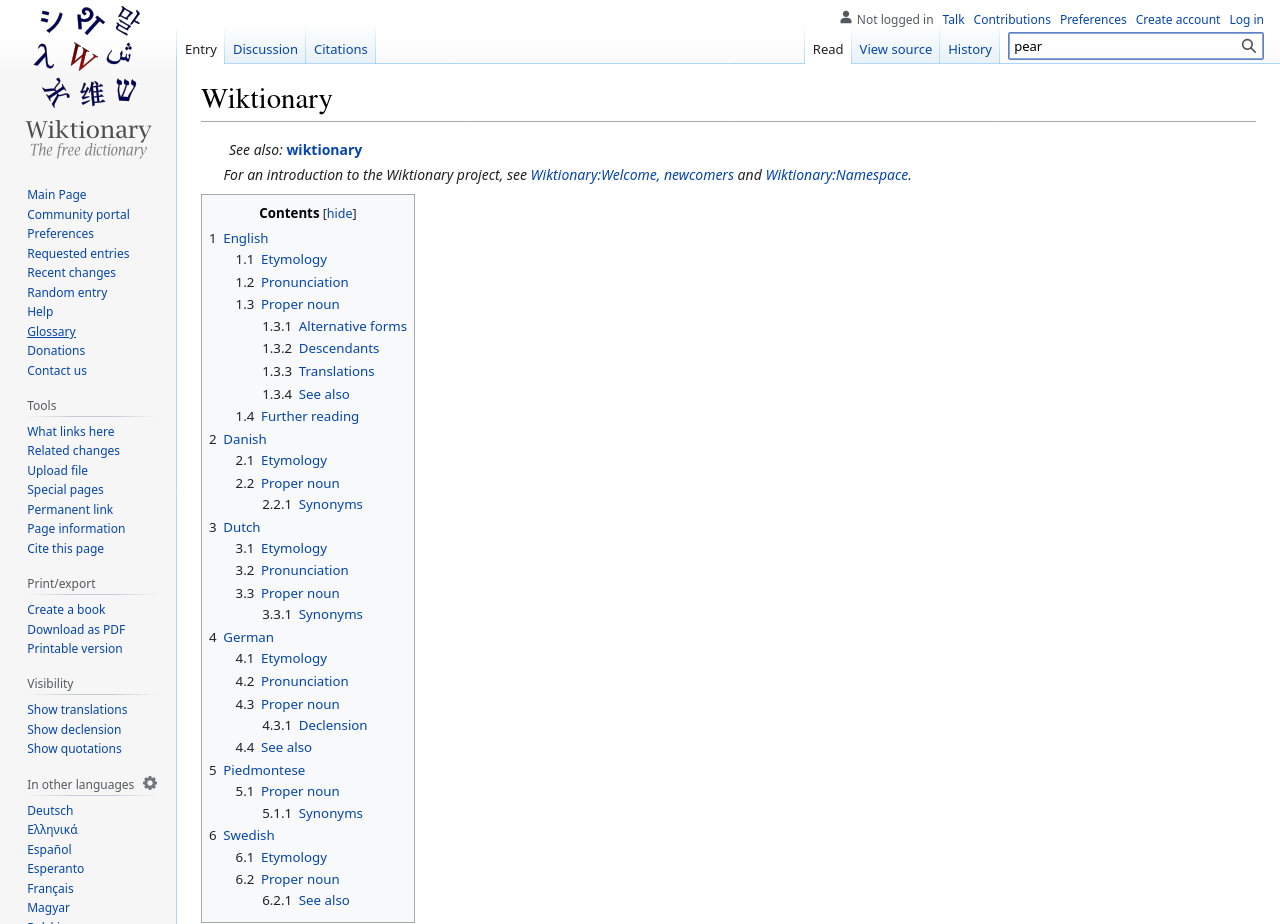 Not logged in Talk Contributions Preferences Create account Log in
Entry Discussion Citations Read View source History pear
Wiktionary
The free dictionary
Main Page
Community portal
Preferences
Requested entries
Recent changes
Random entry
Help
Glossary
Donations
Contact us
Tools
What links here
Related changes
Upload file
Special pages
Permanent link
Page information
Cite this page
Print/export
Create a book
Download as PDF
Printable version
Visibility
Show translations
Show declension
Show quotations
In other languages
Deutsch
Ελληνικά
Español
Esperanto
Français
Magyar
Wiktionary
See also: wiktionary
For an introduction to the Wiktionary project, see Wiktionary:Welcome, newcomers and Wiktionary:Namespace.
Contents [hide]
1 English
1.1 Etymology
1.2 Pronunciation
1.3 Proper noun
1.3.1 Alternative forms
1.3.2 Descendants
1.3.3 Translations
1.3.4 See also
1.4 Further reading
2 Danish
2.1 Etymology
2.2 Proper noun
2.2.1 Synonyms
3 Dutch
3.1 Etymology
3.2 Pronunciation
3.3 Proper noun
3.3.1 Synonyms
4 German
4.1 Etymology
4.2 Pronunciation
4.3 Proper noun
4.3.1 Declension
4.4 See also
5 Piedmontese
5.1 Proper noun
5.1.1 Synonyms
6 Swedish
6.1 Etymology
6.2 Proper noun
6.2.1 See also